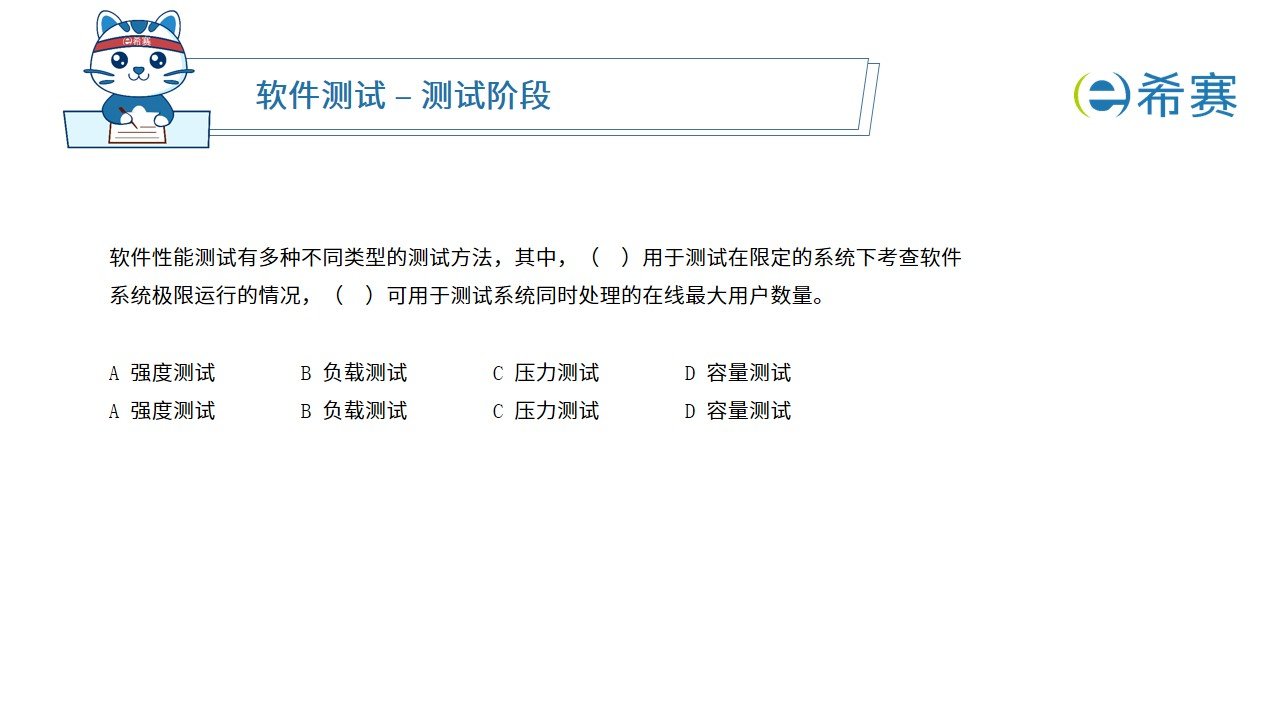 希赛
软件测试 – 测试阶段
希赛
软件性能测试有多种不同类型的测试方法，其中，（ ）用于测试在限定的系统下考查软件
系统极限运行的情况，（ ）可用于测试系统同时处理的在线最大用户数量。
A 强度测试 B 负载测试 C 压力测试 D 容量测试
A 强度测试 B 负载测试 C 压力测试 D 容量测试